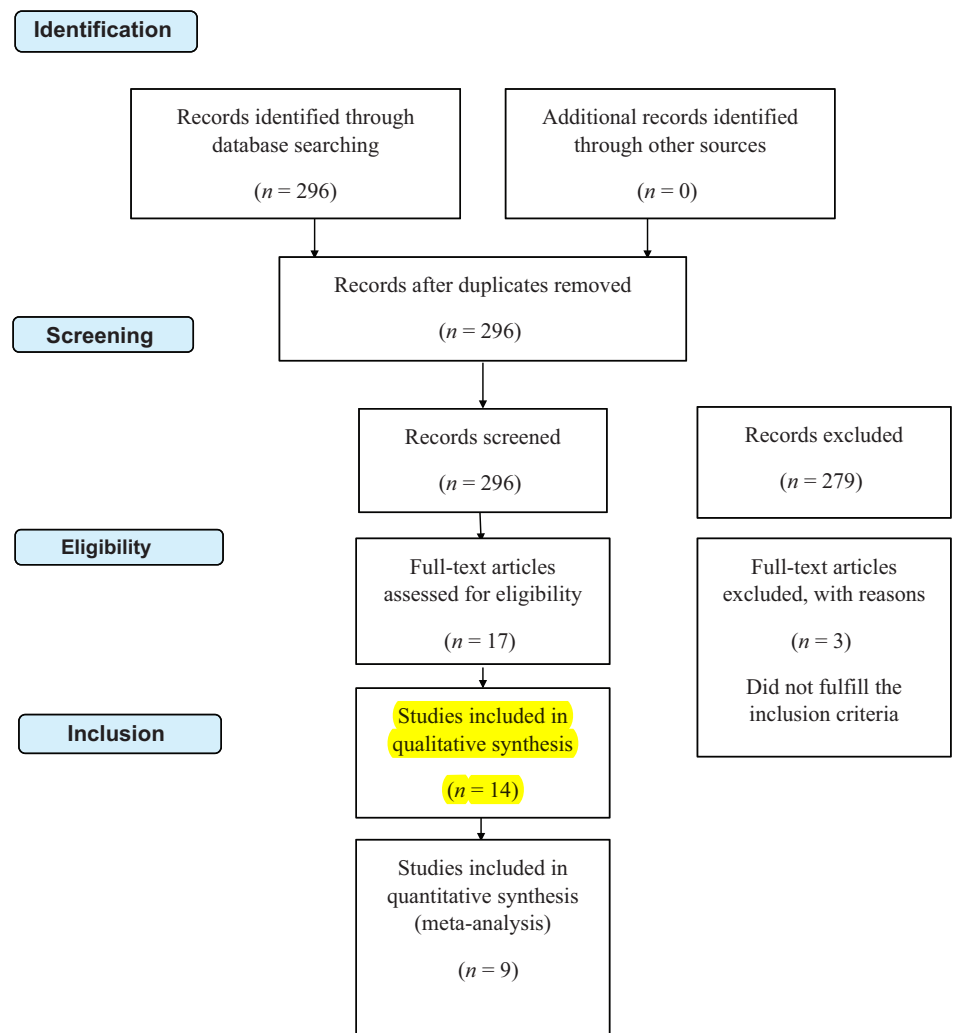 Identification
Records identified through
database searching
(n = 296)
Additional records identified
through other sources
(n = 0)
Records after duplicates removed
(n = 296)
Screening
Records screened
(n = 296)
Records excluded
(n = 279)
Eligibility
Full-text articles
assessed for eligibility
(n = 17)
Full-text articles
excluded, with reasons
(n = 3)
Did not fulfill the
inclusion criteria
Inclusion
Studies included in
qualitative synthesis
(n = 14)
Studies included in
quantitative synthesis
(meta-analysis)
(n = 9)